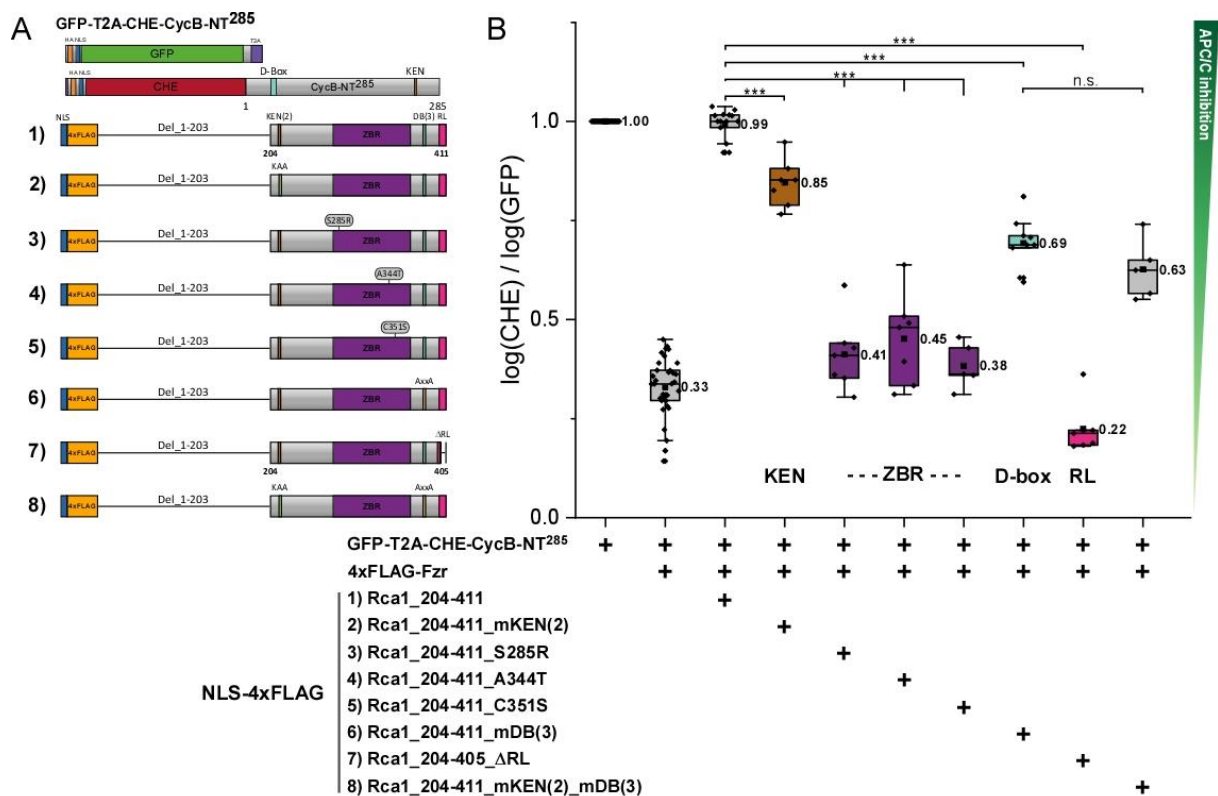 A
GFP-T2A-CHE-CycB-NT285
HA NLS
GFP
T2A
HA NLS
CHE
D-Box
CycB-NT285
KEN
1
285
1)
NLS
4xFLAG
Del_1-203
KEN(2)
ZBR
DB(3) RL
204
411
2)
4xFLAG
Del_1-203
KAA
ZBR
3)
4xFLAG
Del_1-203
S285R
ZBR
4)
4xFLAG
Del_1-203
A344T
ZBR
5)
4xFLAG
Del_1-203
C351S
ZBR
6)
4xFLAG
Del_1-203
ZBR
AxxA
7)
4xFLAG
Del_1-203
ZBR
ΔRL
204
405
8)
4xFLAG
Del_1-203
KAA
ZBR
AxxA
B
log(CHE) / log(GFP)
1.0
0.5
0.0
***
***
***
***
n.s.
1.00
0.33
0.99
0.85
0.41
0.45
0.38
0.69
0.22
0.63
KEN
---- ZBR ----
D-box
RL
APC/C inhibition
GFP-T2A-CHE-CycB-NT285 + + + + + + + + + +
4xFLAG-Fzr + + + + + + + + +
NLS-4xFLAG
1) Rca1_204-411 +
2) Rca1_204-411_mKEN(2) +
3) Rca1_204-411_S285R +
4) Rca1_204-411_A344T +
5) Rca1_204-411_C351S +
6) Rca1_204-411_mDB(3) +
7) Rca1_204-405_ΔRL +
8) Rca1_204-411_mKEN(2)_mDB(3) +